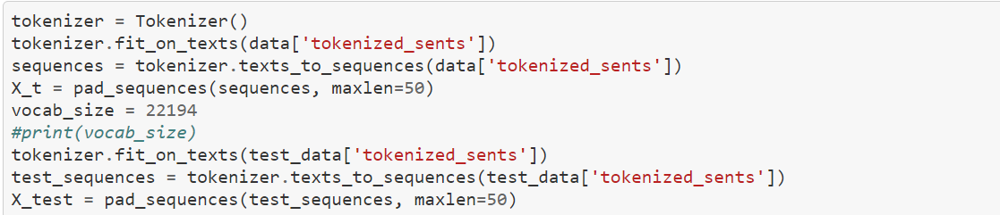 tokenizer = Tokenizer()
tokenizer.fit_on_texts(data['tokenized_sents'])
sequences = tokenizer.texts_to_sequences(data['tokenized_sents'])
X_t = pad_sequences(sequences, maxlen=50)
vocab_size = 22194
#print(vocab_size)
tokenizer.fit_on_texts(test_data['tokenized_sents'])
test_sequences = tokenizer.texts_to_sequences(test_data['tokenized_sents'])
X_test = pad_sequences(test_sequences, maxlen=50)